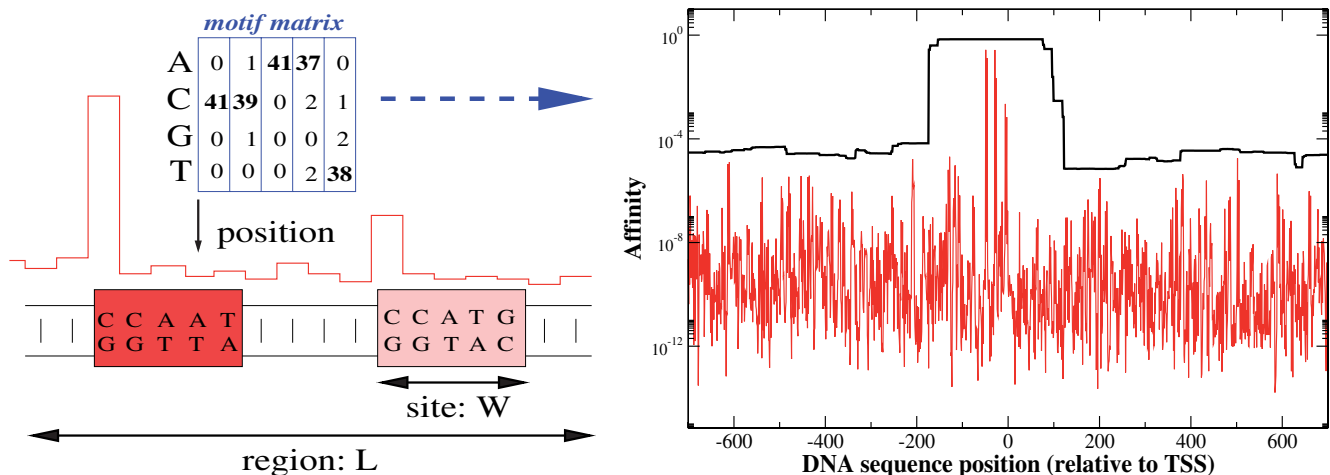 motif matrix
A 0 1 41 37 0
C 41 39 0 2 1
G 0 1 0 0 2
T 0 0 0 2 38
position
C C A A T
G G T T A
C C A T G
G G T A C
site: W
region: L
Affinity
10^0
10^-4
10^-8
10^-12
-600 -400 -200 0 200 400 600
DNA sequence position (relative to TSS)